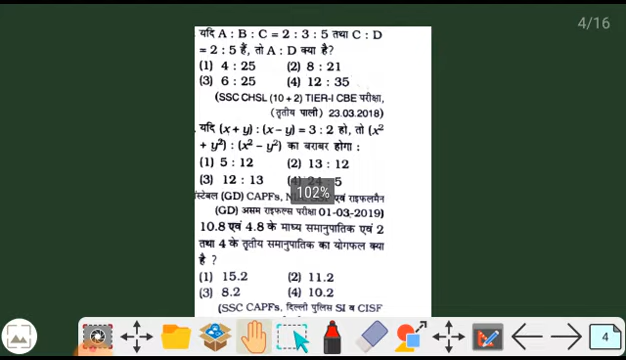 4/16
यदि A : B : C = 2 : 3 : 5 तथा C : D
= 2 : 5 हैं, तो A : D क्या है?
(1) 4 : 25 (2) 8 : 21
(3) 6 : 25 (4) 12 : 35
(SSC CHSL (10 + 2) TIER-I CBE परीक्षा,
(तृतीय पाली) 23.03.2018)
. यदि (x + y) : (x – y) = 3 : 2 हो, तो (x²
+ y²) : (x² – y²) का बराबर होगा :
(1) 5 : 12 (2) 13 : 12
(3) 12 : 13 (4) 24 : 5
102%
CAPFs, एवं राइफलमैन
(GD) असम राइफल्स परीक्षा 01-03-2019)
10.8 एवं 4.8 के माध्य समानुपातिक एवं 2
तथा 4 के तृतीय समानुपातिक का योगफल क्या
है ?
(1) 15.2 (2) 11.2
(3) 8.2 (4) 10.2
(SSC CAPFs, दिल्ली पुलिस SI व CISF
4